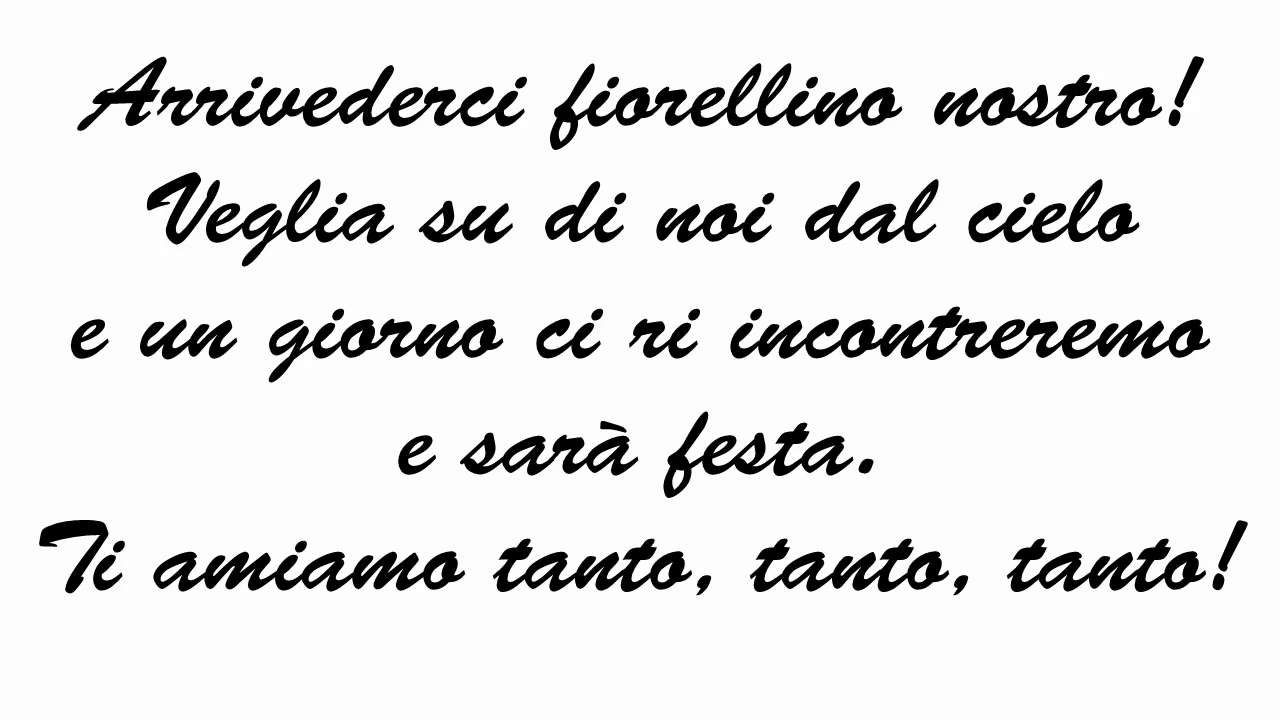 Arrivederci fiorellino nostro!
Veglia su di noi dal cielo
e un giorno ci ri incontreremo
e sarà festa.
Ti amiamo tanto, tanto, tanto!